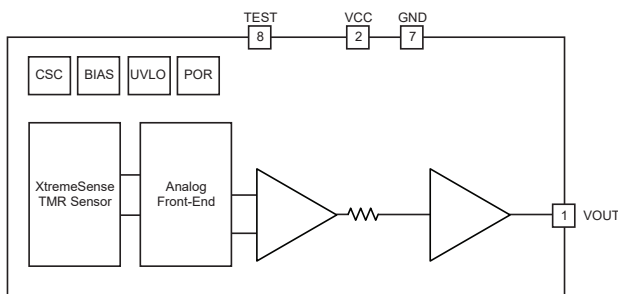 TEST VCC GND
8 2 7
CSC BIAS UVLO POR
XtremeSense
TMR Sensor
Analog
Front-End
1 VOUT